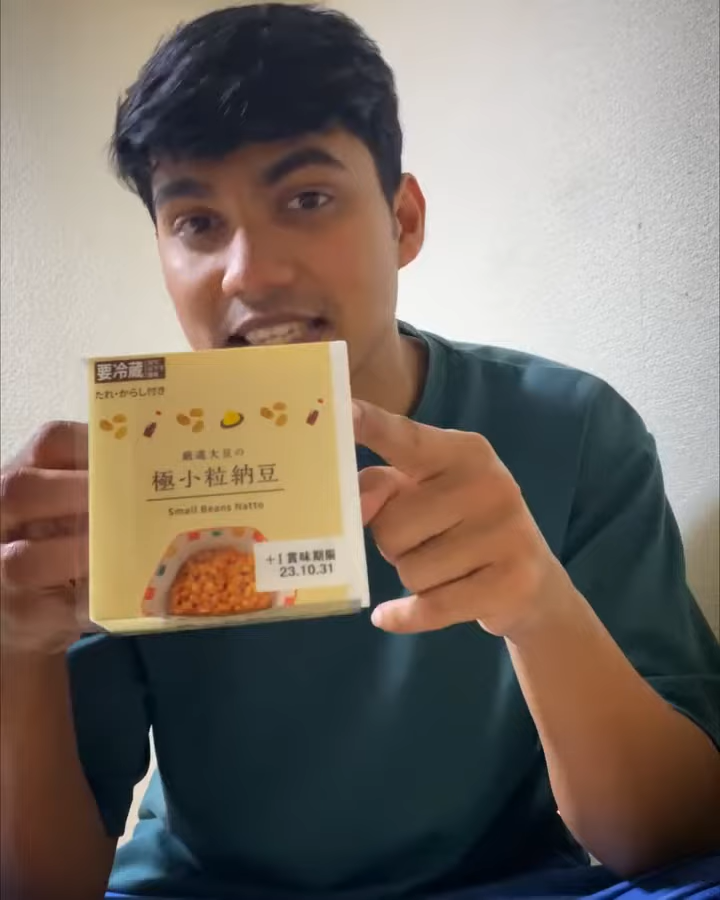 要冷蔵
たれ・からし付き
厳選大豆の
極小粒納豆
Small Beans Natto
賞味期限
23.10.31